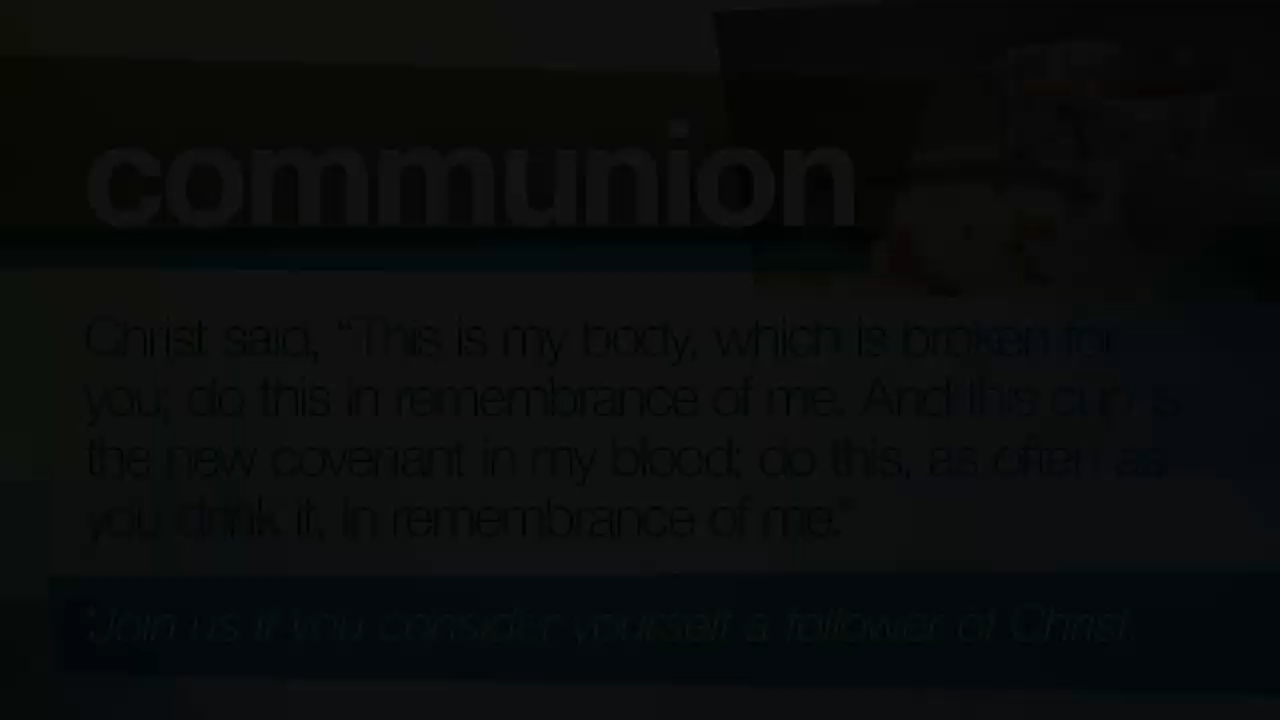 communion
Christ said, "This is my body, which is broken for
you; do this in remembrance of me. And this cup is
the new covenant in my blood; do this, as often as
you drink it, in remembrance of me."
*Join us if you consider yourself a follower of Christ.